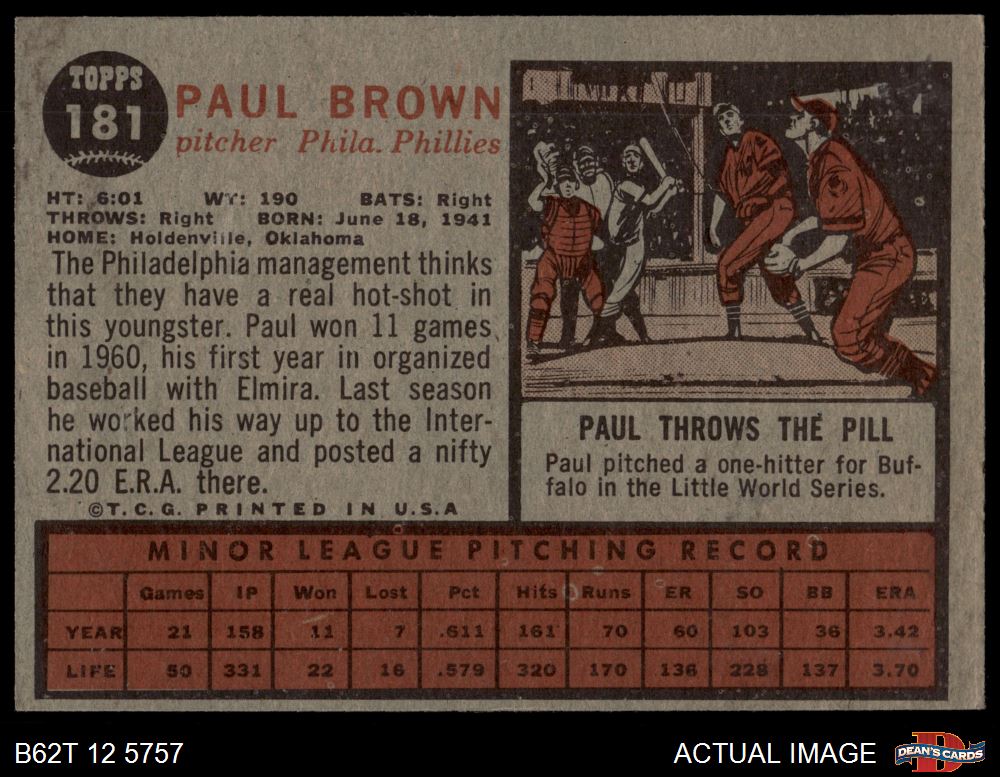 TOPPS
181
PAUL BROWN
pitcher Phila. Phillies
HT: 6:01 WT: 190 BATS: Right
THROWS: Right BORN: June 18, 1941
HOME: Holdenville, Oklahoma
The Philadelphia management thinks
that they have a real hot-shot in
this youngster. Paul won 11 games
in 1960, his first year in organized
baseball with Elmira. Last season
he worked his way up to the Inter-
national League and posted a nifty
2.20 E.R.A. there.
©T.C.G. PRINTED IN U.S.A
PAUL THROWS THE PILL
Paul pitched a one-hitter for Buf-
falo in the Little World Series.
MINOR LEAGUE PITCHING RECORD
Games IP Won Lost Pct Hits Runs ER SO BB ERA
YEAR 21 158 11 7 .611 161 70 60 103 36 3.42
LIFE 50 331 22 16 .579 320 170 136 228 137 3.70
B62T 12 5757
ACTUAL IMAGE
D
DEAN'S CARDS